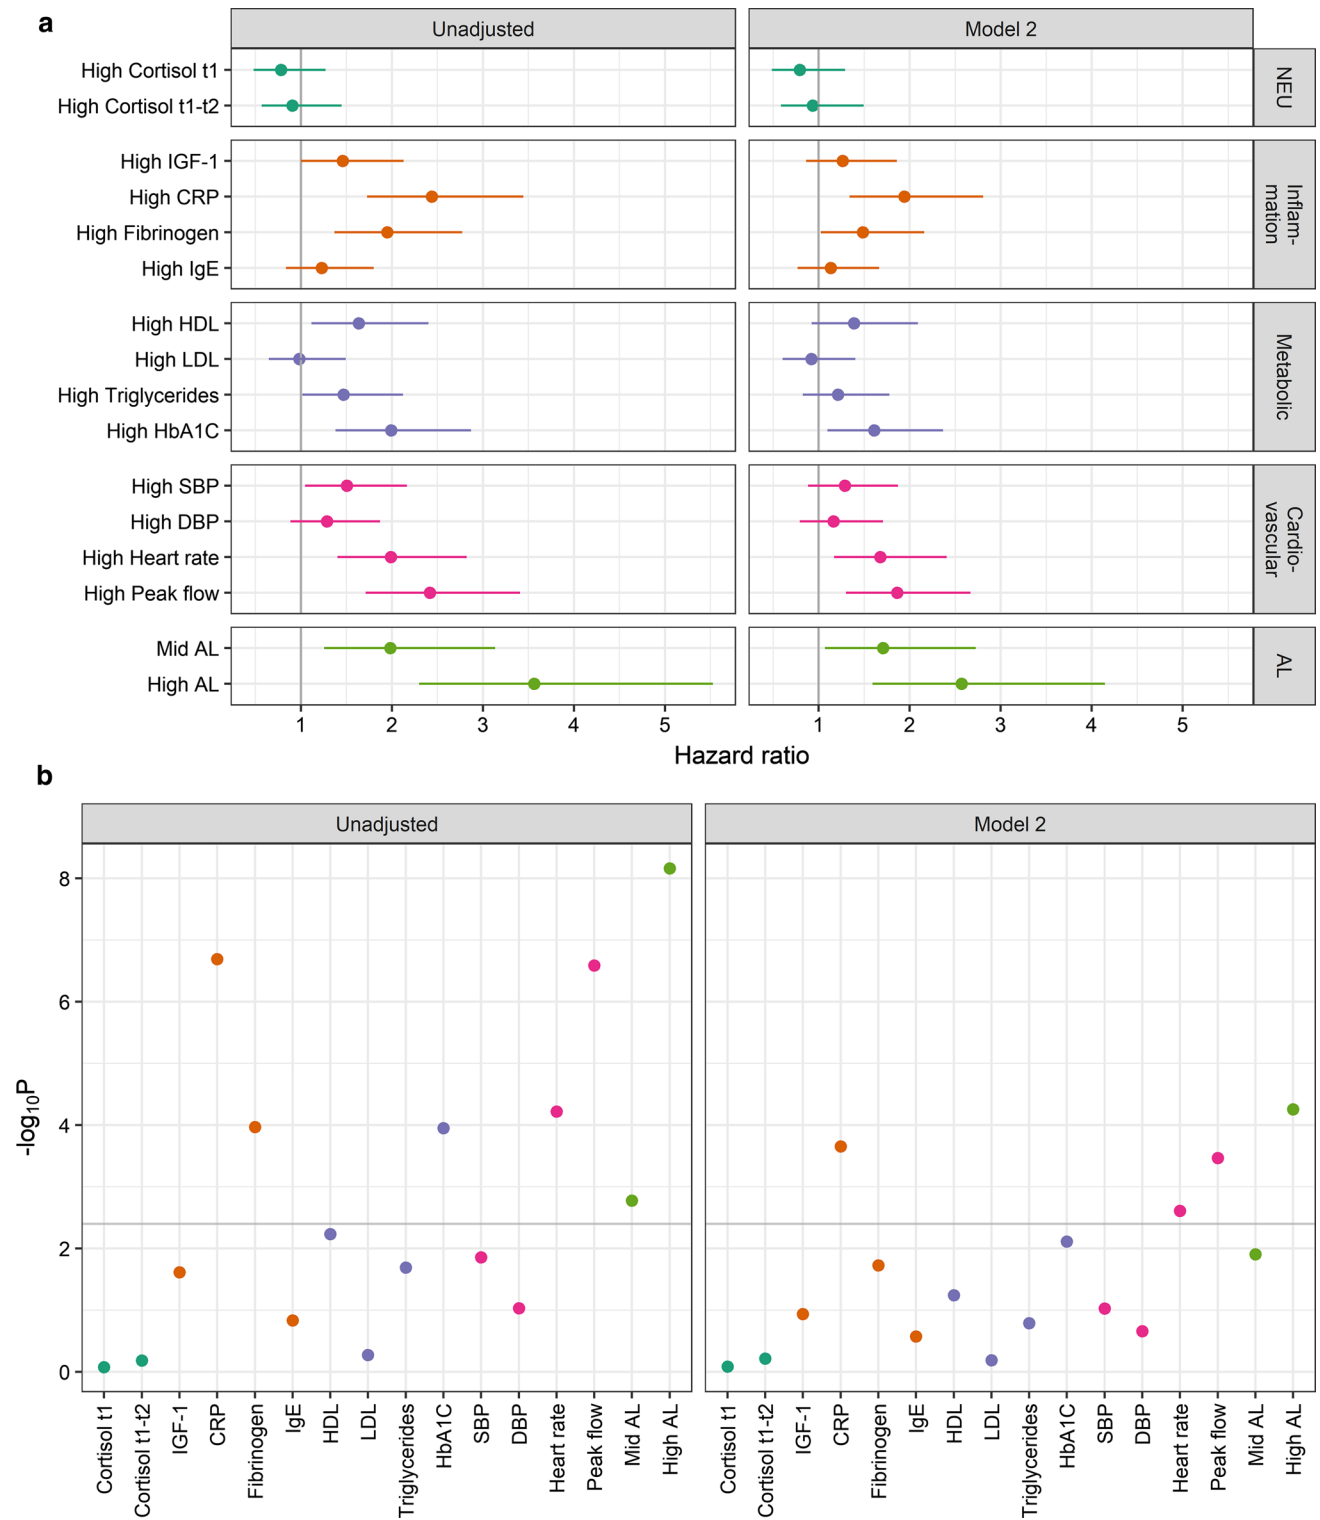 a
Unadjusted
Model 2
High Cortisol t1
High Cortisol t1-t2
NEU
High IGF-1
High CRP
High Fibrinogen
High IgE
Inflam-
mation
High HDL
High LDL
High Triglycerides
High HbA1C
Metabolic
High SBP
High DBP
High Heart rate
High Peak flow
Cardio-
vascular
Mid AL
High AL
AL
1 2 3 4 5
1 2 3 4 5
Hazard ratio
b
Unadjusted
Model 2
8
6
4
2
0
-log₁₀P
Cortisol t1
Cortisol t1-t2
IGF-1
CRP
Fibrinogen
IgE
HDL
LDL
Triglycerides
HbA1C
SBP
DBP
Heart rate
Peak flow
Mid AL
High AL
Cortisol t1
Cortisol t1-t2
IGF-1
CRP
Fibrinogen
IgE
HDL
LDL
Triglycerides
HbA1C
SBP
DBP
Heart rate
Peak flow
Mid AL
High AL